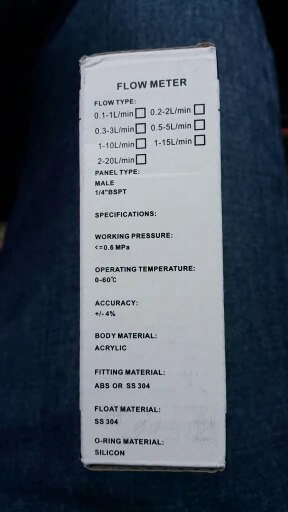 FLOW METER
FLOW TYPE:
0.1-1L/min 0.2-2L/min
0.3-3L/min 0.5-5L/min
1-10L/min 1-15L/min
2-20L/min
PANEL TYPE:
MALE
1/4"BSPT
SPECIFICATIONS:
WORKING PRESSURE:
<=0.6 MPa
OPERATING TEMPERATURE:
0-60℃
ACCURACY:
+/- 4%
BODY MATERIAL:
ACRYLIC
FITTING MATERIAL:
ABS OR SS 304
FLOAT MATERIAL:
SS 304
O-RING MATERIAL:
SILICON